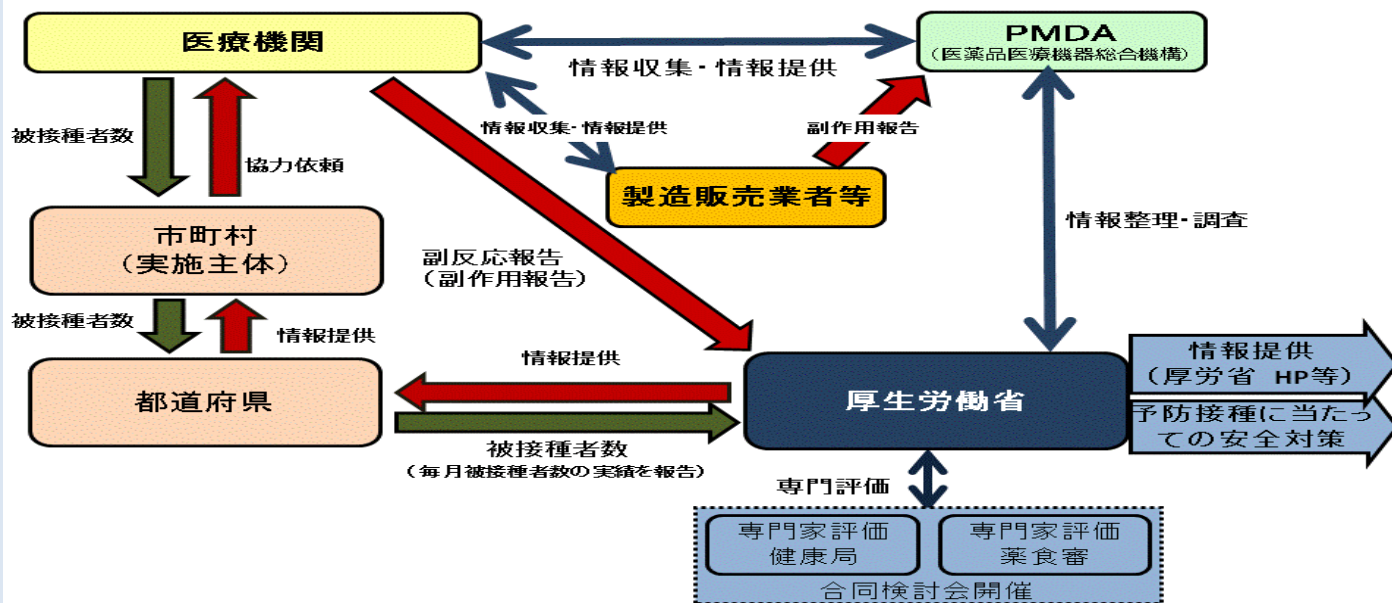 医療機関
PMDA
(医薬品医療機器総合機構)
情報収集・情報提供
被接種者数
協力依頼
情報収集・情報提供
副作用報告
製造販売業者等
市町村
(実施主体)
副反応報告
(副作用報告)
情報整理・調査
被接種者数
情報提供
都道府県
情報提供
厚生労働省
被接種者数
(毎月被接種者数の実績を報告)
情報提供
(厚労省 HP等)
予防接種に当たっ
ての安全対策
専門評価
専門家評価
健康局
専門家評価
薬食審
合同検討会開催